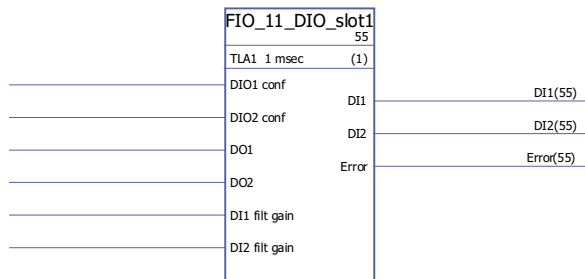 FIO_11_DIO_slot1
55
TLA1 1 msec (1)
DIO1 conf
DI1 DI1(55)
DIO2 conf
DI2 DI2(55)
DO1
Error Error(55)
DO2
DI1 filt gain
DI2 filt gain